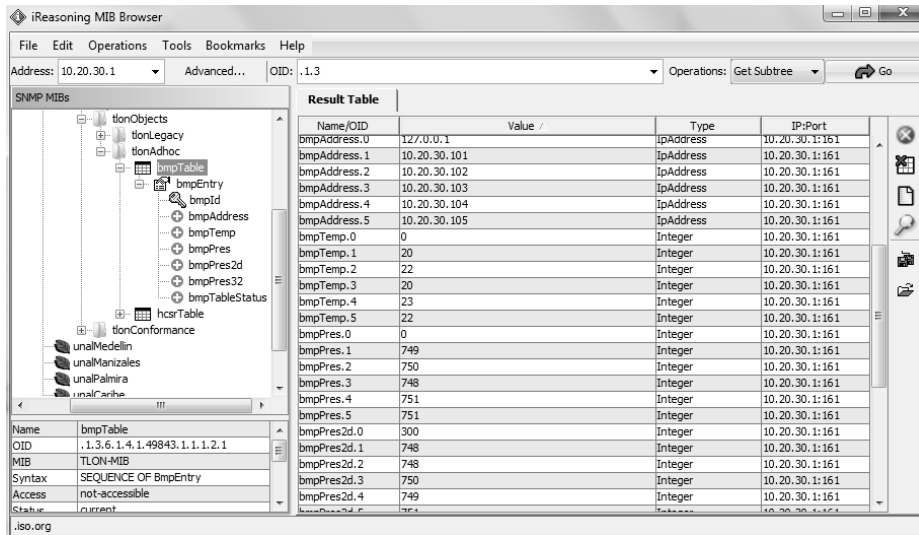 iReasoning MIB Browser
File Edit Operations Tools Bookmarks Help
Address: 10.20.30.1 Advanced... OID: .1.3 Operations: Get Subtree Go
SNMP MIBs
tlonObjects
tlonLegacy
tlonAdhoc
bmpTable
bmpEntry
bmpId
bmpAddress
bmpTemp
bmpPres
bmpPres2d
bmpPres32
bmpTableStatus
hcsrTable
tlonConformance
unalMedellin
unalManizales
unalPalmira
unalCaribe
Name bmpTable
OID .1.3.6.1.4.1.49843.1.1.1.2.1
MIB TLON-MIB
Syntax SEQUENCE OF BmpEntry
Access not-accessible
Status current
Result Table
Name/OID Value Type IP:Port
bmpAddress.0 127.0.0.1 IpAddress 10.20.30.1:161
bmpAddress.1 10.20.30.101 IpAddress 10.20.30.1:161
bmpAddress.2 10.20.30.102 IpAddress 10.20.30.1:161
bmpAddress.3 10.20.30.103 IpAddress 10.20.30.1:161
bmpAddress.4 10.20.30.104 IpAddress 10.20.30.1:161
bmpAddress.5 10.20.30.105 IpAddress 10.20.30.1:161
bmpTemp.0 0 Integer 10.20.30.1:161
bmpTemp.1 20 Integer 10.20.30.1:161
bmpTemp.2 22 Integer 10.20.30.1:161
bmpTemp.3 20 Integer 10.20.30.1:161
bmpTemp.4 23 Integer 10.20.30.1:161
bmpTemp.5 22 Integer 10.20.30.1:161
bmpPres.0 0 Integer 10.20.30.1:161
bmpPres.1 749 Integer 10.20.30.1:161
bmpPres.2 750 Integer 10.20.30.1:161
bmpPres.3 748 Integer 10.20.30.1:161
bmpPres.4 751 Integer 10.20.30.1:161
bmpPres.5 751 Integer 10.20.30.1:161
bmpPres2d.0 300 Integer 10.20.30.1:161
bmpPres2d.1 748 Integer 10.20.30.1:161
bmpPres2d.2 748 Integer 10.20.30.1:161
bmpPres2d.3 750 Integer 10.20.30.1:161
bmpPres2d.4 749 Integer 10.20.30.1:161
bmpPres2d.5 751 Integer 10.20.30.1:161
.iso.org